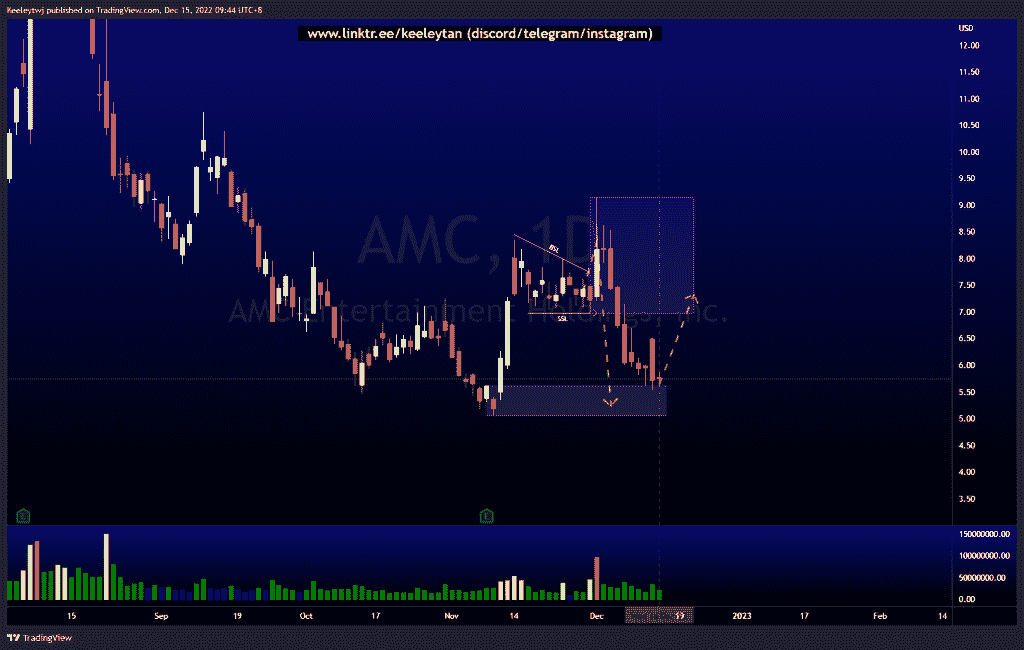 Keeleytwj published on TradingView.com, Dec 15, 2022 09:44 UTC+8
www.linktr.ee/keeleytan (discord/telegram/instagram)
USD
12.00
11.50
11.00
10.50
10.00
9.50
9.00
8.50
8.00
7.50
7.00
6.50
6.00
5.50
5.00
4.50
4.00
3.50
AMC, 1D
AMC Entertainment Holdings, Inc.
BSL
SSL
E
E
150000000.00
100000000.00
50000000.00
0.00
15 Sep 19 Oct 17 Nov 14 Dec 19 2023 17 Feb 14
TradingView